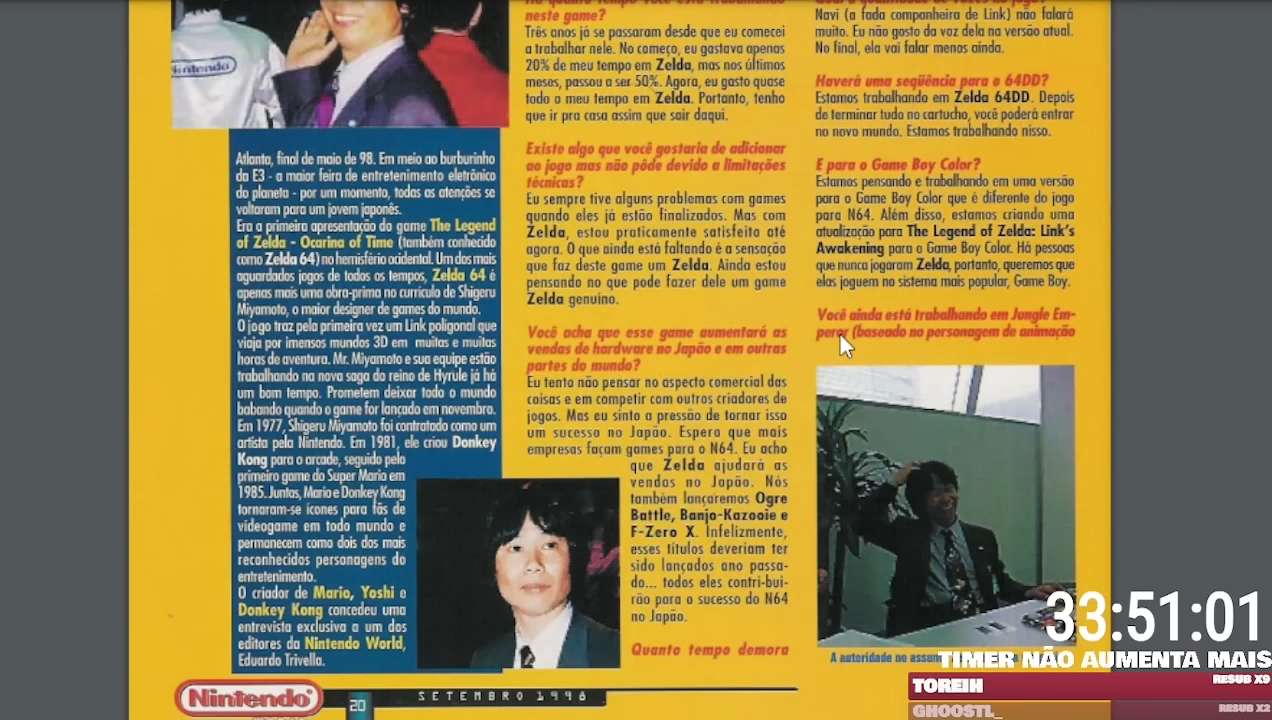 Nintendo
Atlanta, final de maio de 98. Em meio ao burburinho
da E3 - a maior feira de entretenimento eletrônico
do planeta - por um momento, todas as atenções se
voltaram para um jovem japonês.
Era a primeira apresentação do game The Legend
of Zelda - Ocarina of Time (também conhecido
como Zelda 64) no hemisfério ocidental. Um dos mais
aguardados jogos de todos os tempos, Zelda 64 é
apenas mais uma obra-prima no currículo de Shigeru
Miyamoto, o maior designer de games do mundo.
O jogo traz pela primeira vez um Link poligonal que
viaja por imensos mundos 3D em muitas e muitas
horas de aventura. Mr. Miyamoto e sua equipe estão
trabalhando na nova saga do reino de Hyrule já há
um bom tempo. Prometem deixar todo o mundo
babando quando o game for lançado em novembro.
Em 1977, Shigeru Miyamoto foi contratado como um
artista pela Nintendo. Em 1981, ele criou Donkey
Kong para o arcade, seguido pelo
primeiro game do Super Mario em
1985. Juntos, Mario e Donkey Kong
tornaram-se ícones para fãs de
videogame em todo mundo e
permanecem como dois dos mais
reconhecidos personagens do
entretenimento.
O criador de Mario, Yoshi e
Donkey Kong concedeu uma
entrevista exclusiva a um dos
editores da Nintendo World,
Eduardo Trivella.
Há quanto tempo você está trabalhando
neste game?
Três anos já se passaram desde que eu comecei
a trabalhar nele. No começo, eu gastava apenas
20% de meu tempo em Zelda, mas nos últimos
meses, passou a ser 50%. Agora, eu gasto quase
todo o meu tempo em Zelda. Portanto, tenho
que ir pra casa assim que sair daqui.
Existe algo que você gostaria de adicionar
ao jogo mas não pôde devido a limitações
técnicas?
Eu sempre tive alguns problemas com games
quando eles já estão finalizados. Mas com
Zelda, estou praticamente satisfeito até
agora. O que ainda está faltando é a sensação
que faz deste game um Zelda. Ainda estou
pensando no que pode fazer dele um game
Zelda genuíno.
Você acha que esse game aumentará as
vendas de hardware no Japão e em outras
partes do mundo?
Eu tento não pensar no aspecto comercial das
coisas e em competir com outros criadores de
jogos. Mas eu sinto a pressão de tornar isso
um sucesso no Japão. Espero que mais
empresas façam games para o N64. Eu acho
que Zelda ajudará as
vendas no Japão. Nós
também lançaremos Ogre
Battle, Banjo-Kazooie e
F-Zero X. Infelizmente,
esses títulos deveriam ter
sido lançados ano passa-
do... todos eles contri-bui-
rão para o sucesso do N64
no Japão.
Quanto tempo demora
Navi (a fada companheira de Link) não falará
muito. Eu não gosto da voz dela na versão atual.
No final, ela vai falar menos ainda.
Haverá uma seqüência para o 64DD?
Estamos trabalhando em Zelda 64DD. Depois
de terminar tudo no cartucho, você poderá entrar
no novo mundo. Estamos trabalhando nisso.
E para o Game Boy Color?
Estamos pensando e trabalhando em uma versão
para o Game Boy Color que é diferente do jogo
para N64. Além disso, estamos criando uma
atualização para The Legend of Zelda: Link's
Awakening para o Game Boy Color. Há pessoas
que nunca jogaram Zelda, portanto, queremos que
elas joguem no sistema mais popular, Game Boy.
Você ainda está trabalhando em Jungle Em-
peror (baseado no personagem de animação
A autoridade no
Nintendo
20
SETEMBRO 1998
33:51:01
TIMER NÃO AUMENTA MAIS
TOREIH RESUB X9
GHOOSTL_ RESUB X2